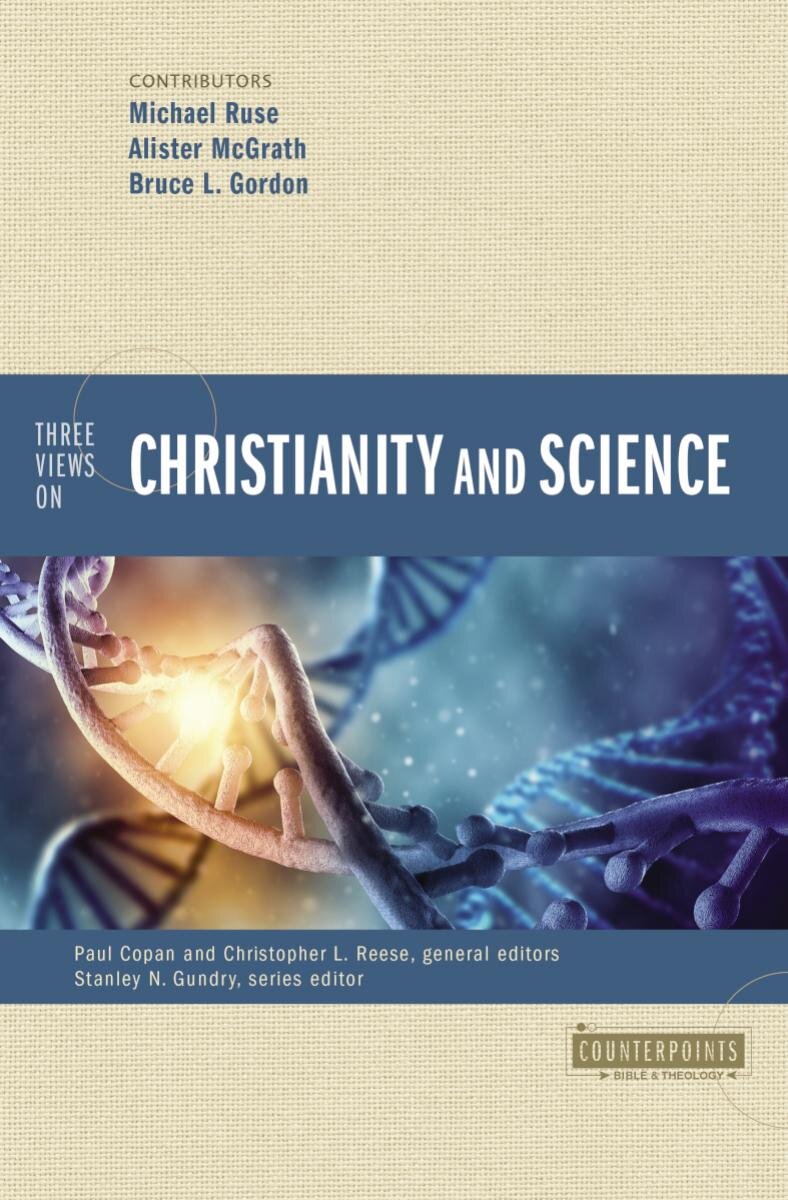 CONTRIBUTORS
Michael Ruse
Alister McGrath
Bruce L. Gordon
THREE
VIEWS
ON
CHRISTIANITY AND SCIENCE
Paul Copan and Christopher L. Reese, general editors
Stanley N. Gundry, series editor
COUNTERPOINTS
BIBLE & THEOLOGY